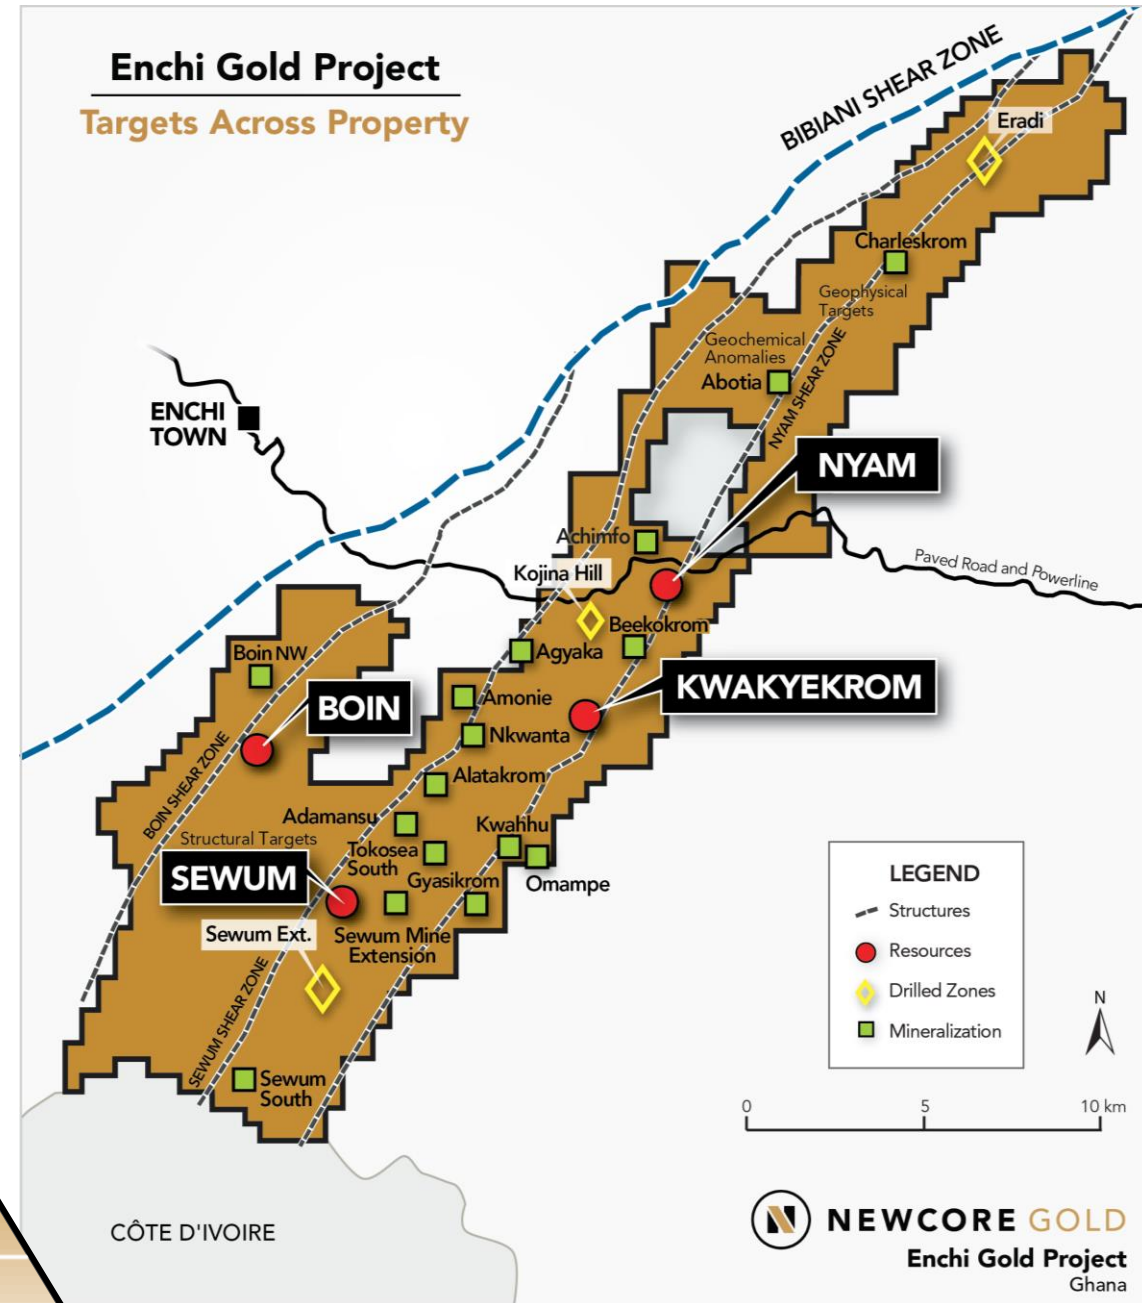 Enchi Gold Project
Targets Across Property
BIBIANI SHEAR ZONE
Eradi
Charleskrom
Geophysical
Targets
Geochemical
Anomalies
Abotia
NYAM SHEAR ZONE
ENCHI
TOWN
NYAM
Achimfo
Paved Road and Powerline
Kojina Hill
Beekokrom
Agyaka
Boin NW
KWAKYEKROM
BOIN
Amonie
Nkwanta
BOIN SHEAR ZONE
Alatakrom
Adamansu
Kwahhu
Structural Targets
Tokosea
South
SEWUM
Gyasikrom
Omampe
Sewum Ext.
Sewum Mine
Extension
SEWUM SHEAR ZONE
Sewum
South
CÔTE D'IVOIRE
LEGEND
Structures
Resources
Drilled Zones
Mineralization
N
0 5 10 km
N NEWCORE GOLD
Enchi Gold Project
Ghana